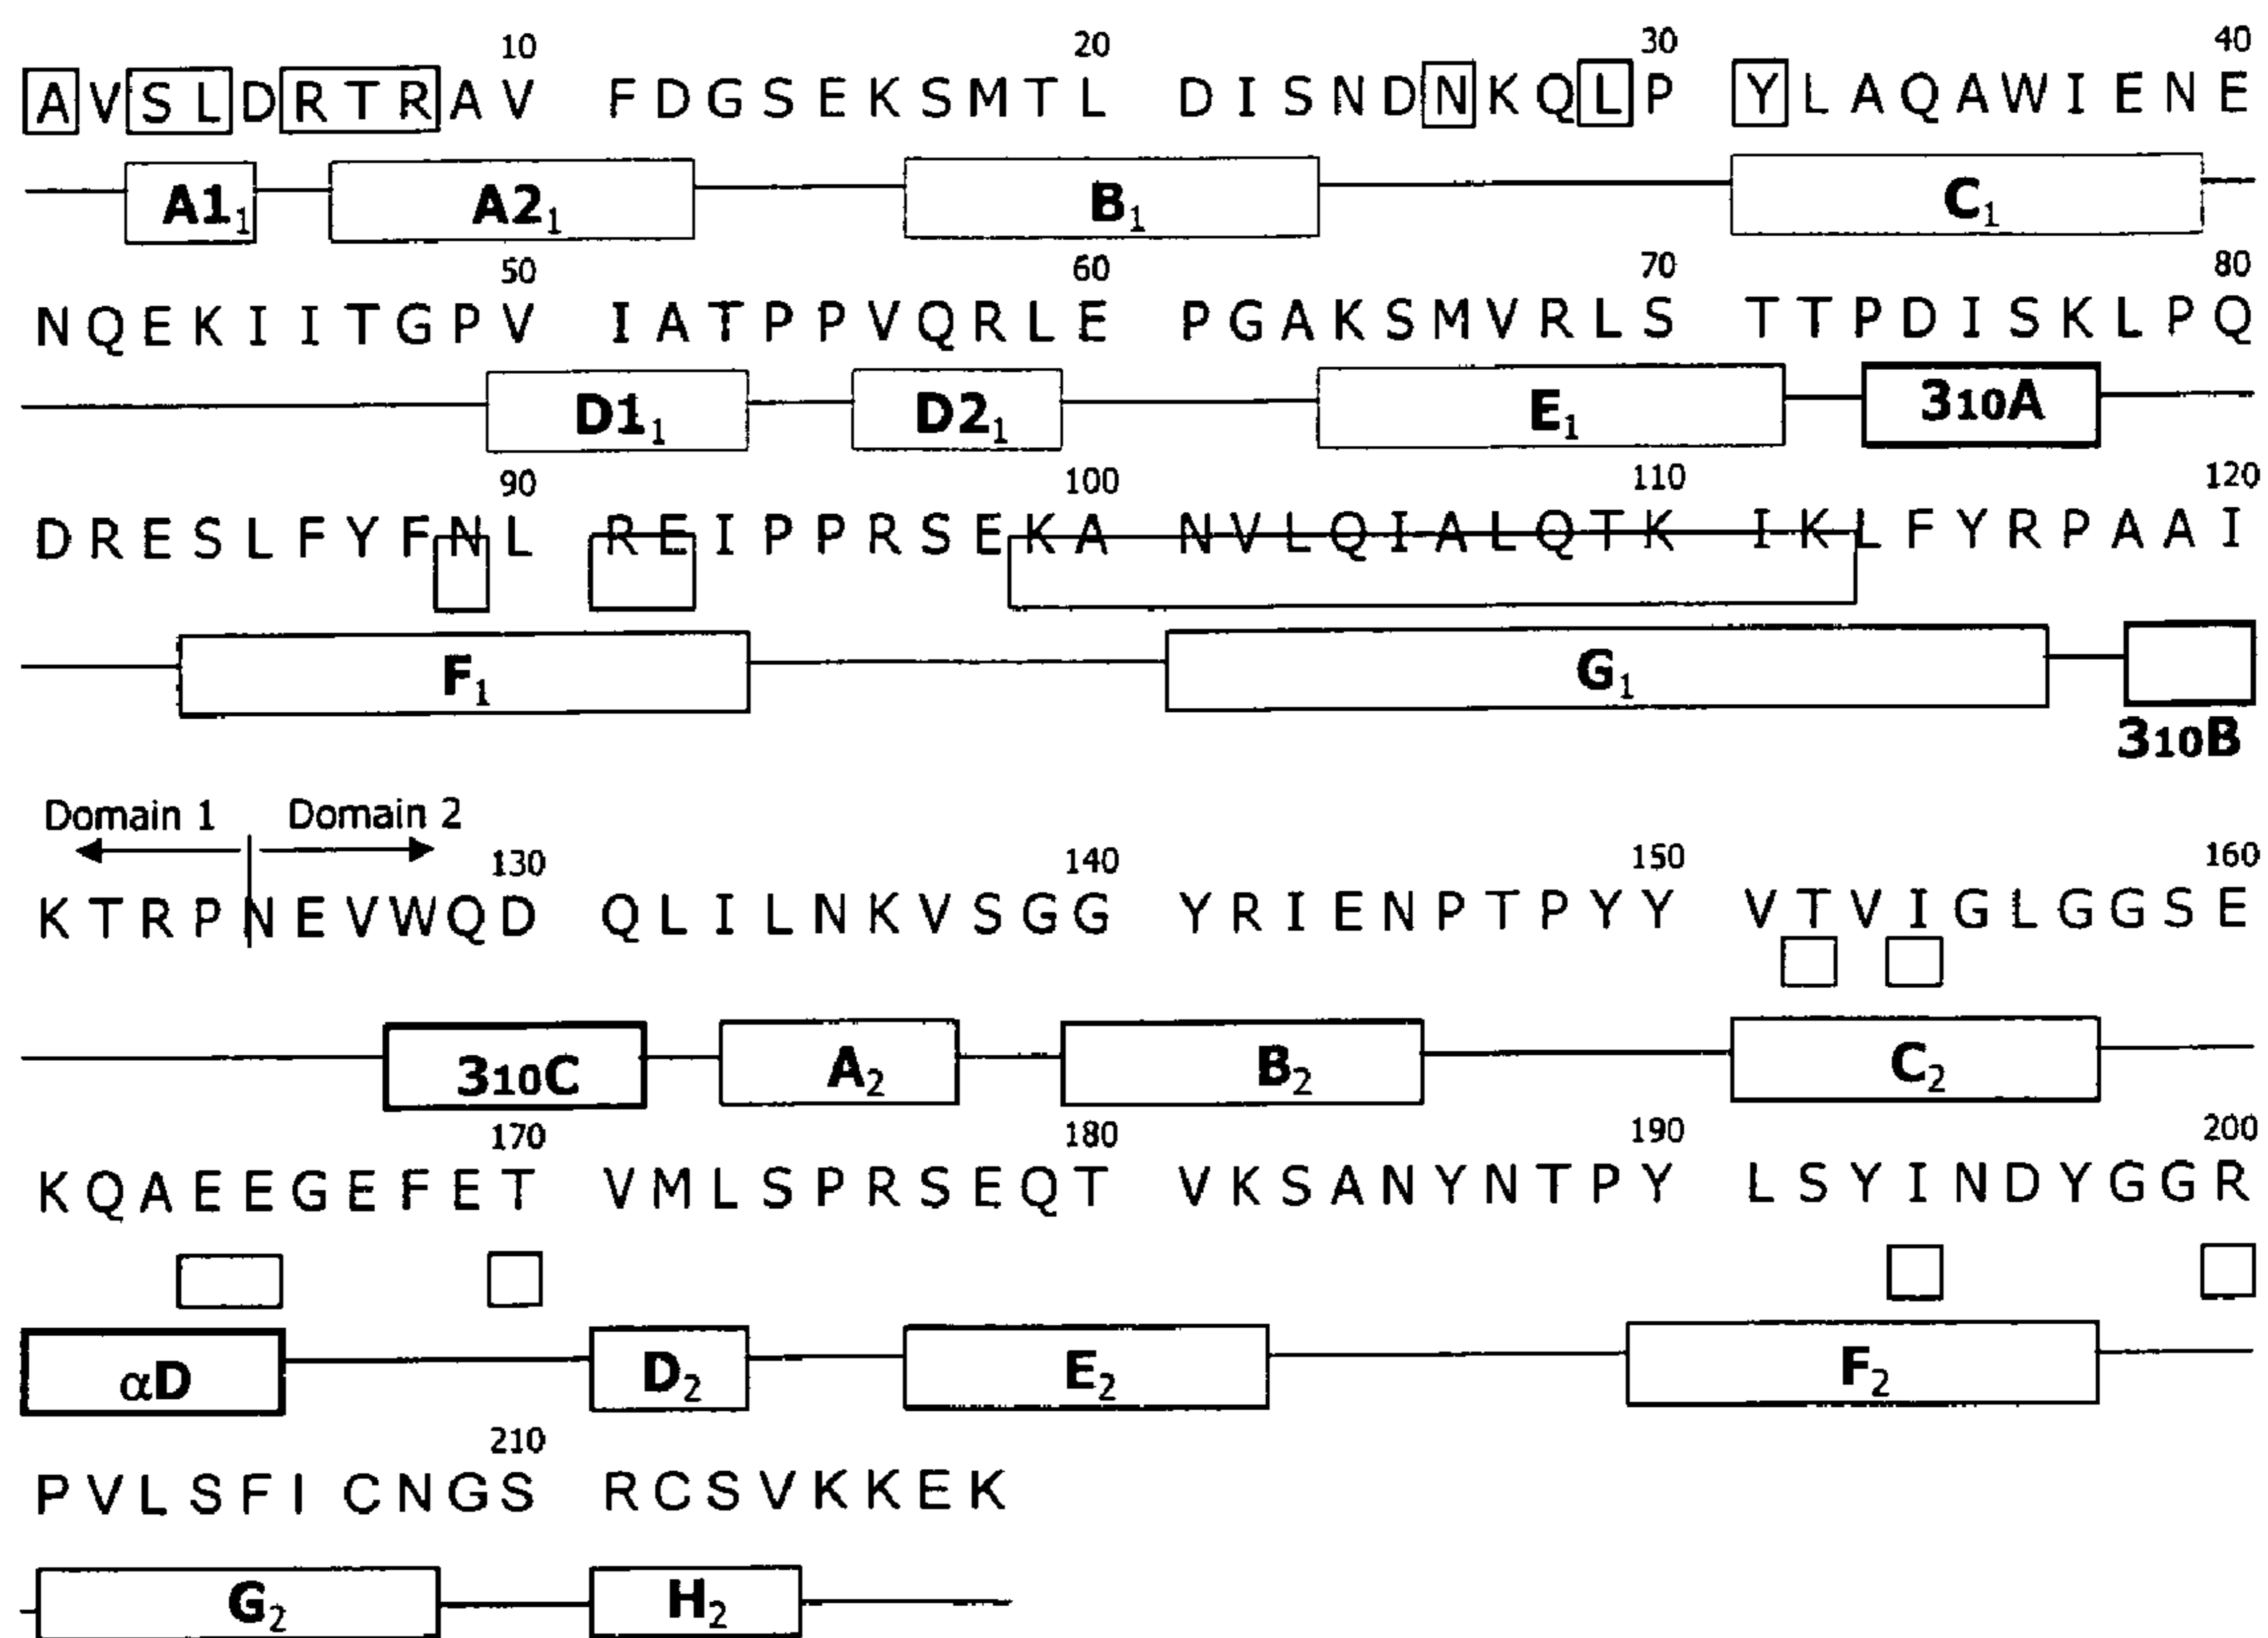 10 20 30 40
A V S L D R T R A V F D G S E K S M T L D I S N D N K Q L P Y L A Q A W I E N E
A1₁ A2₁ B₁ C₁
50 60 70 80
N Q E K I I T G P V I A T P P V Q R L E P G A K S M V R L S T T P D I S K L P Q
D1₁ D2₁ E₁ 310A
90 100 110 120
D R E S L F Y F N L R E I P P R S E K A N V L Q I A L Q T K I K L F Y R P A A I
F₁ G₁
310B
Domain 1 Domain 2
130 140 150 160
K T R P N E V W Q D Q L I L N K V S G G Y R I E N P T P Y Y V T V I G L G G S E
310C A₂ B₂ C₂
170 180 190 200
K Q A E E G E F E T V M L S P R S E Q T V K S A N Y N T P Y L S Y I N D Y G G R
αD D₂ E₂ F₂
210
P V L S F I C N G S R C S V K K E K
G₂ H₂